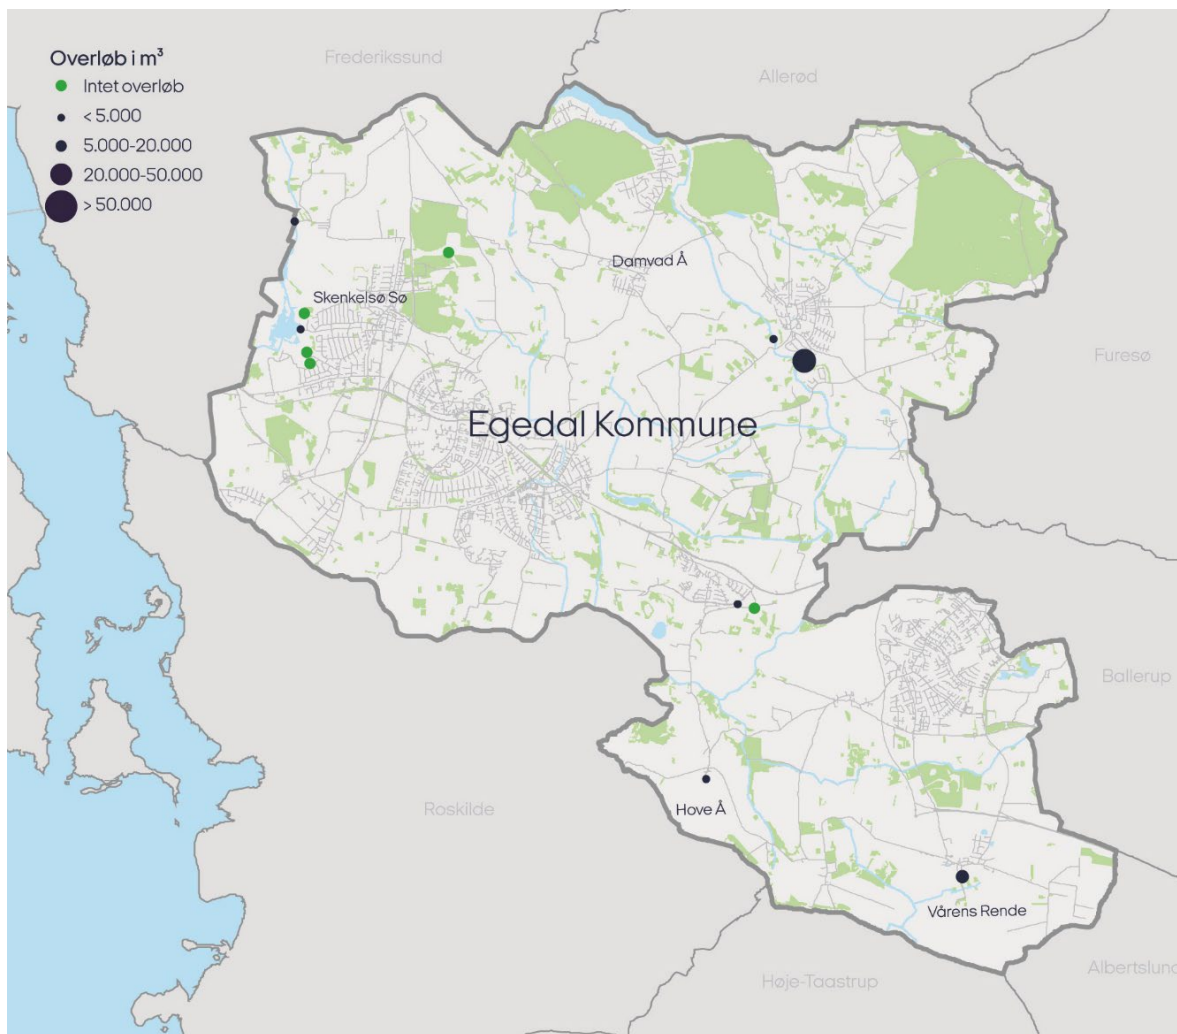 Overløb i m³
Intet overløb
< 5.000
5.000-20.000
20.000-50.000
> 50.000
Frederikssund
Allerød
Damvad Å
Skenkelsø Sø
Furesø
Egedal Kommune
Ballerup
Roskilde
Hove Å
Vårens Rende
Høje-Taastrup
Albertslund